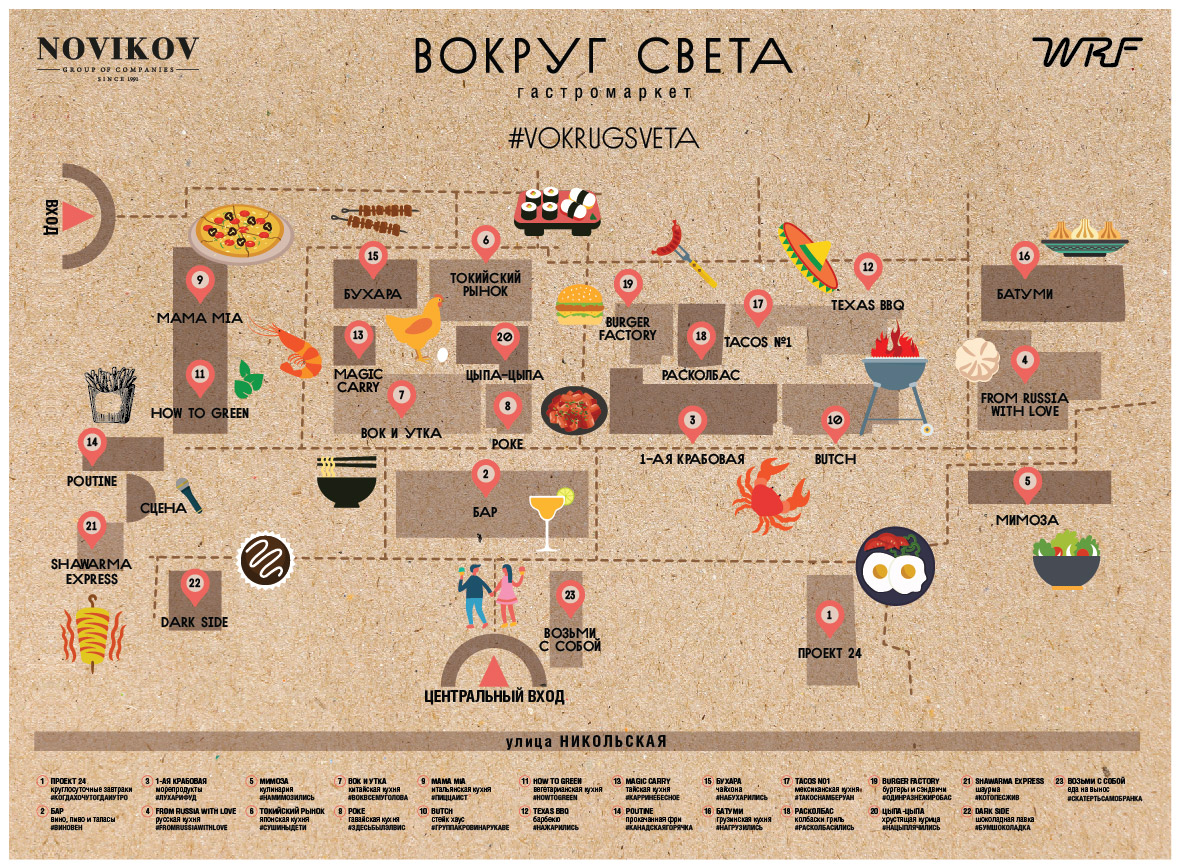 NOVIKOV
GROUP OF COMPANIES
SINCE 1991
ВОКРУГ СВЕТА
гастромаркет
WRF
#VOKRUGSVETA
ВХОД
6
ТОКИЙСКИЙ
РЫНОК
15
БУХАРА
9
MAMA MIA
19
BURGER
FACTORY
12
TEXAS BBQ
16
БАТУМИ
17
TACOS №1
13
MAGIC
CARRY
20
ЦЫПА-ЦЫПА
18
РАСКОЛБАС
4
FROM RUSSIA
WITH LOVE
11
HOW TO GREEN
7
ВОК И УТКА
8
POKE
3
1-АЯ КРАБОВАЯ
10
BUTCH
14
POUTINE
2
БАР
5
МИМОЗА
СЦЕНА
21
SHAWARMA
EXPRESS
22
DARK SIDE
23
ВОЗЬМИ
С СОБОЙ
1
ПРОЕКТ 24
ЦЕНТРАЛЬНЫЙ ВХОД
улица НИКОЛЬСКАЯ
1 ПРОЕКТ 24
круглосуточные завтраки
#КОГДАХОЧУТОГДАИУТРО
2 БАР
вино, пиво и тапасы
#ВИНОВЕН
3 1-АЯ КРАБОВАЯ
морепродукты
#ЛУХАРИФУД
4 FROM RUSSIA WITH LOVE
русская кухня
#FROMRUSSIAWITHLOVE
5 МИМОЗА
кулинария
#НАМИМОЗИЛИСЬ
6 ТОКИЙСКИЙ РЫНОК
японская кухня
#СУШИНЫДЕТИ
7 ВОК И УТКА
китайская кухня
#ВОКВСЕМУГОЛОВА
8 POKE
гавайская кухня
#ЗДЕСЬБЫЛЭЛВИС
9 MAMA MIA
итальянская кухня
#ПИЦЦАИСТ
10 BUTCH
стейк хаус
#ГРУППАКРОВИНАРУКАВЕ
11 HOW TO GREEN
вегетарианская кухня
#HOWTOGREEN
12 TEXAS BBQ
барбекю
#НАЖАРИЛИСЬ
13 MAGIC CARRY
тайская кухня
#КАРРИНЕБЕСНОЕ
14 POUTINE
прокачанная фри
#КАНАДСКАЯГОРЯЧКА
15 БУХАРА
чайхона
#НАБУХАРИЛИСЬ
16 БАТУМИ
грузинская кухня
#НАГРУЗИЛИСЬ
17 TACOS NO1
мексиканская кухня
#ТАКОСНАМБЕРУАН
18 РАСКОЛБАС
колбаски гриль
#РАСКОЛБАСИЛИСЬ
19 BURGER FACTORY
бургеры и сэндвичи
#ОДИНРАЗНЕЖИРОБАС
20 ЦЫПА-ЦЫПА
хрустящая курица
#НАЦЫПЛЯЧИЛИСЬ
21 SHAWARMA EXPRESS
шаурма
#КОТОПЕСЖИВ
22 DARK SIDE
шоколадная лавка
#БУМШОКОЛАДКА
23 ВОЗЬМИ С СОБОЙ
еда на вынос
#СКАТЕРТЬСАМОБРАНКА